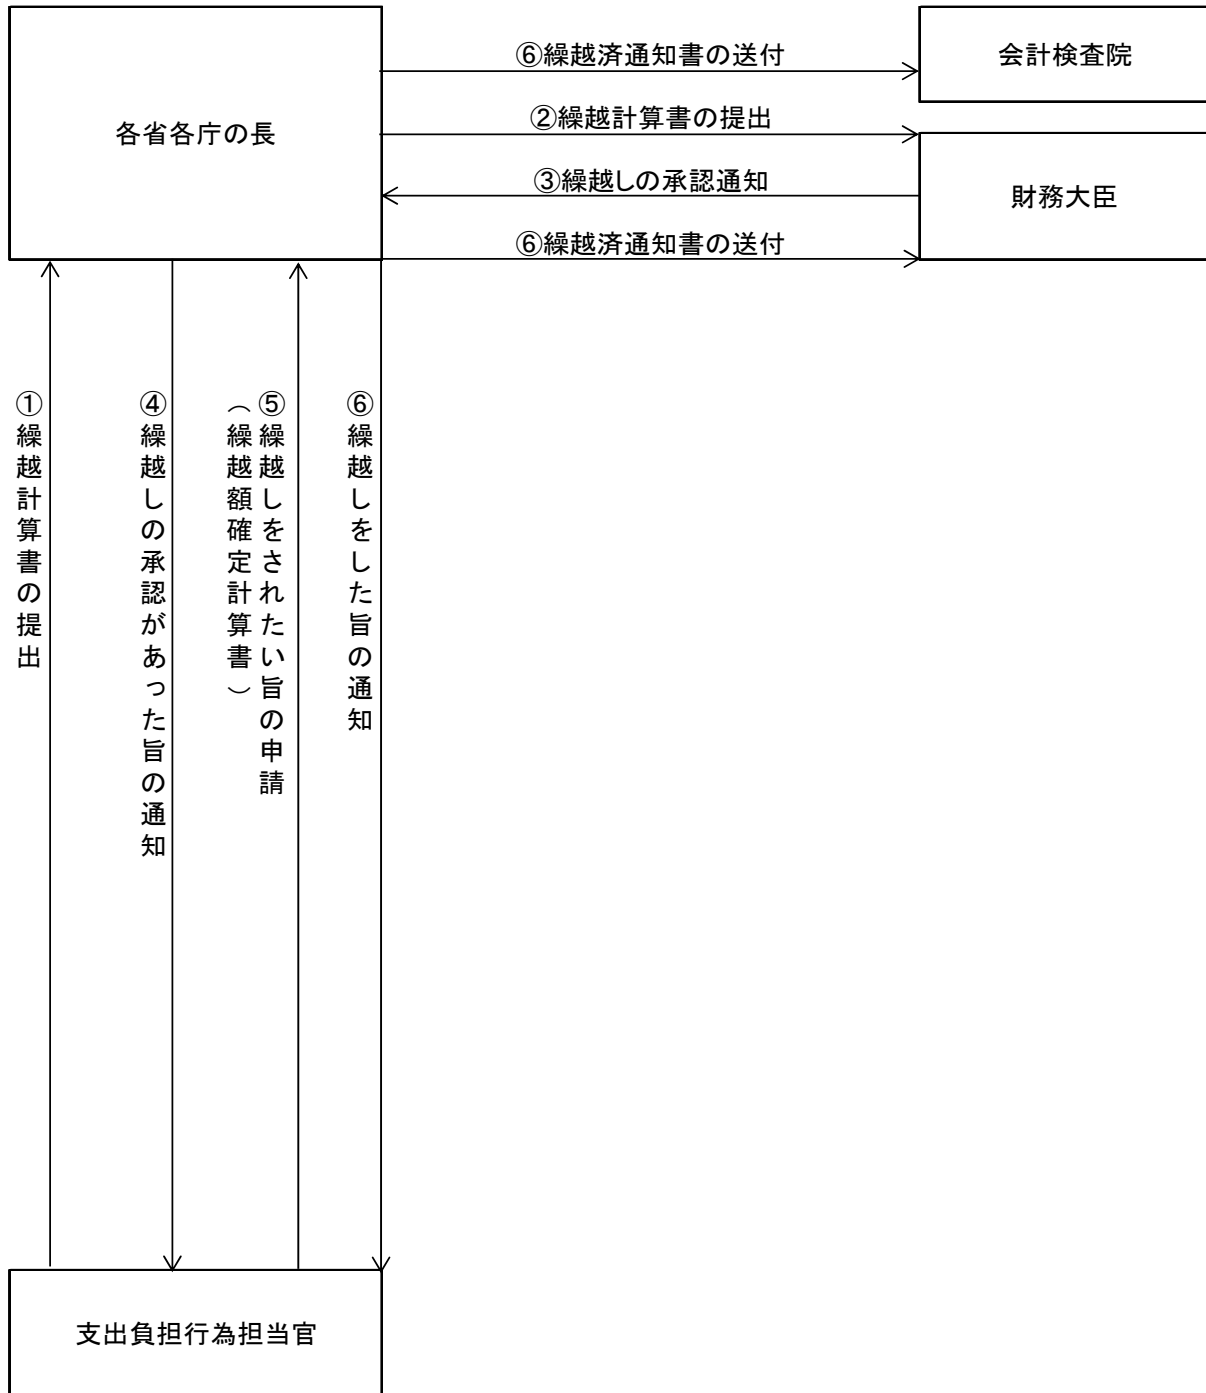 各省各庁の長
⑥繰越済通知書の送付
会計検査院
②繰越計算書の提出
③繰越しの承認通知
財務大臣
⑥繰越済通知書の送付
①繰越計算書の提出
④繰越しの承認があった旨の通知
⑤繰越しをされたい旨の申請
（繰越額確定計算書）
⑥繰越しをした旨の通知
支出負担行為担当官